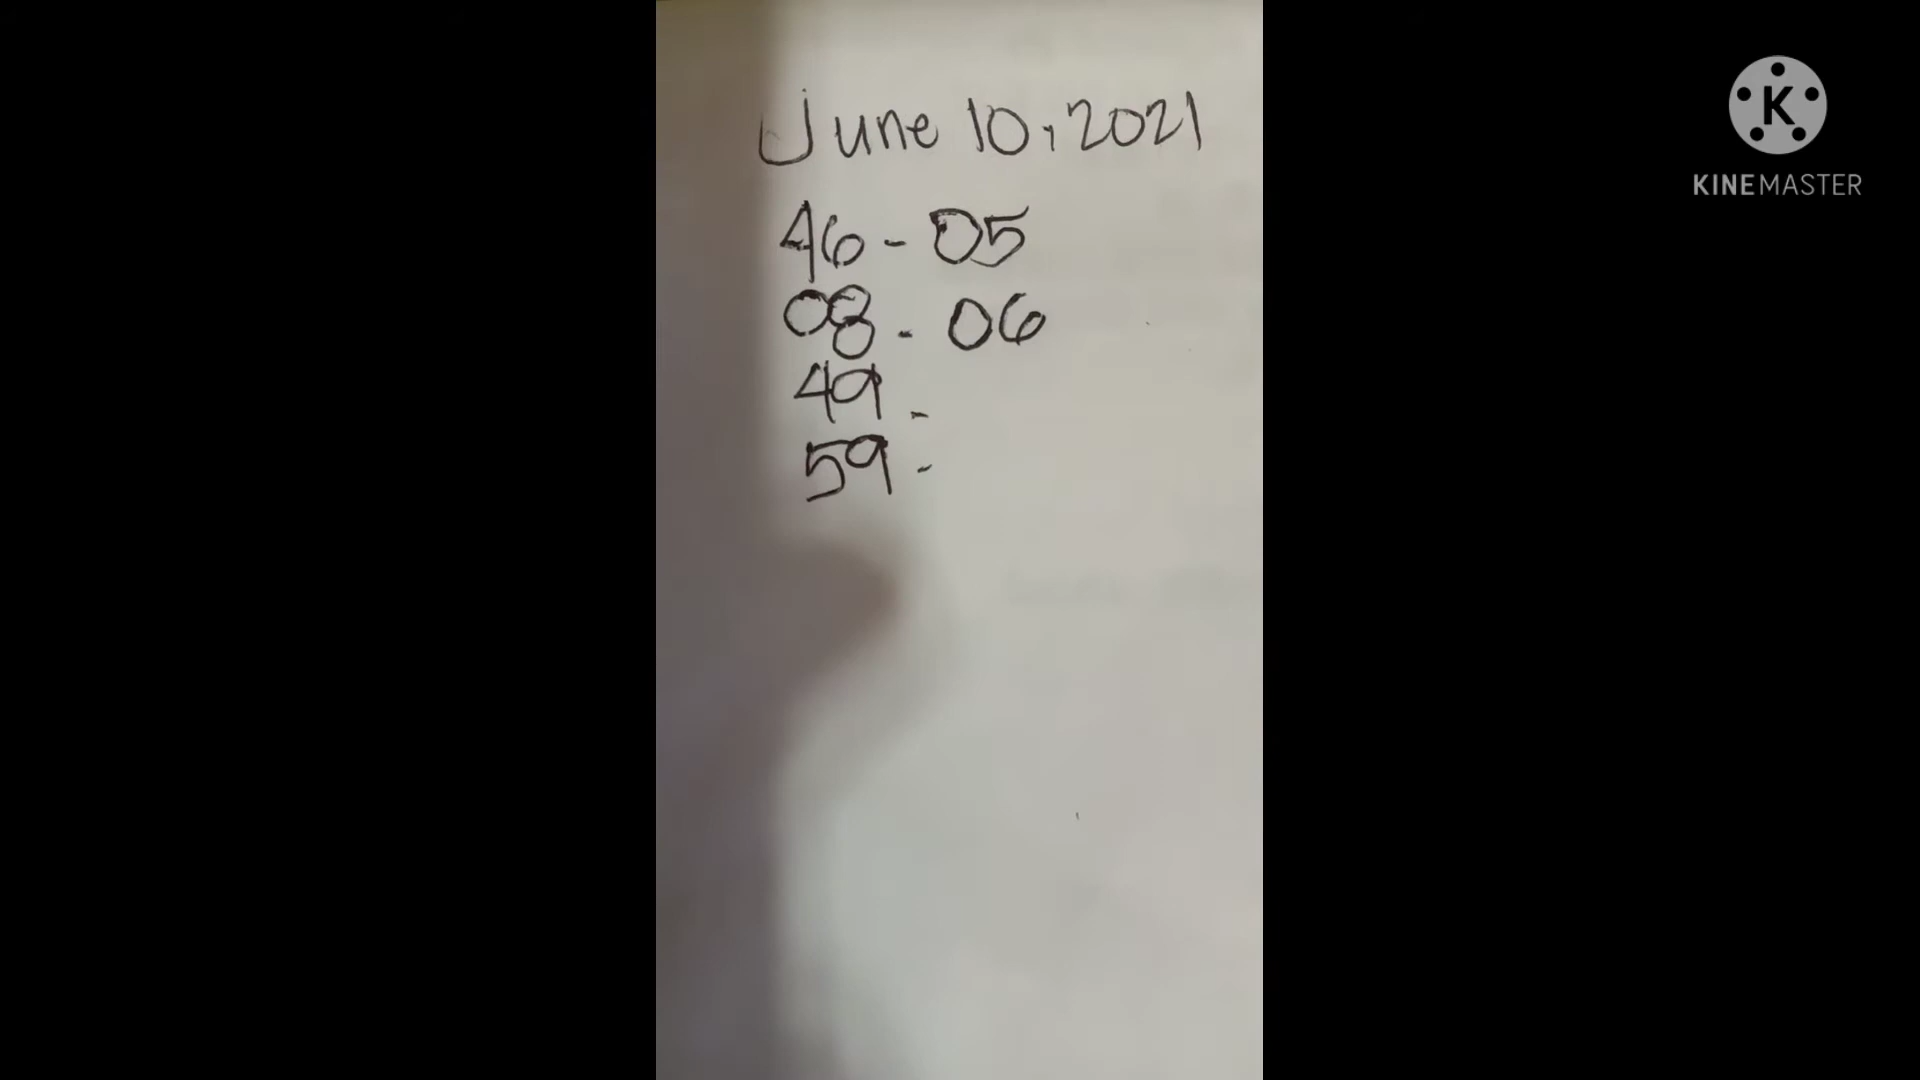 June 10, 2021
46 - 05
08 - 06
49 -
59 -
K
KINEMASTER